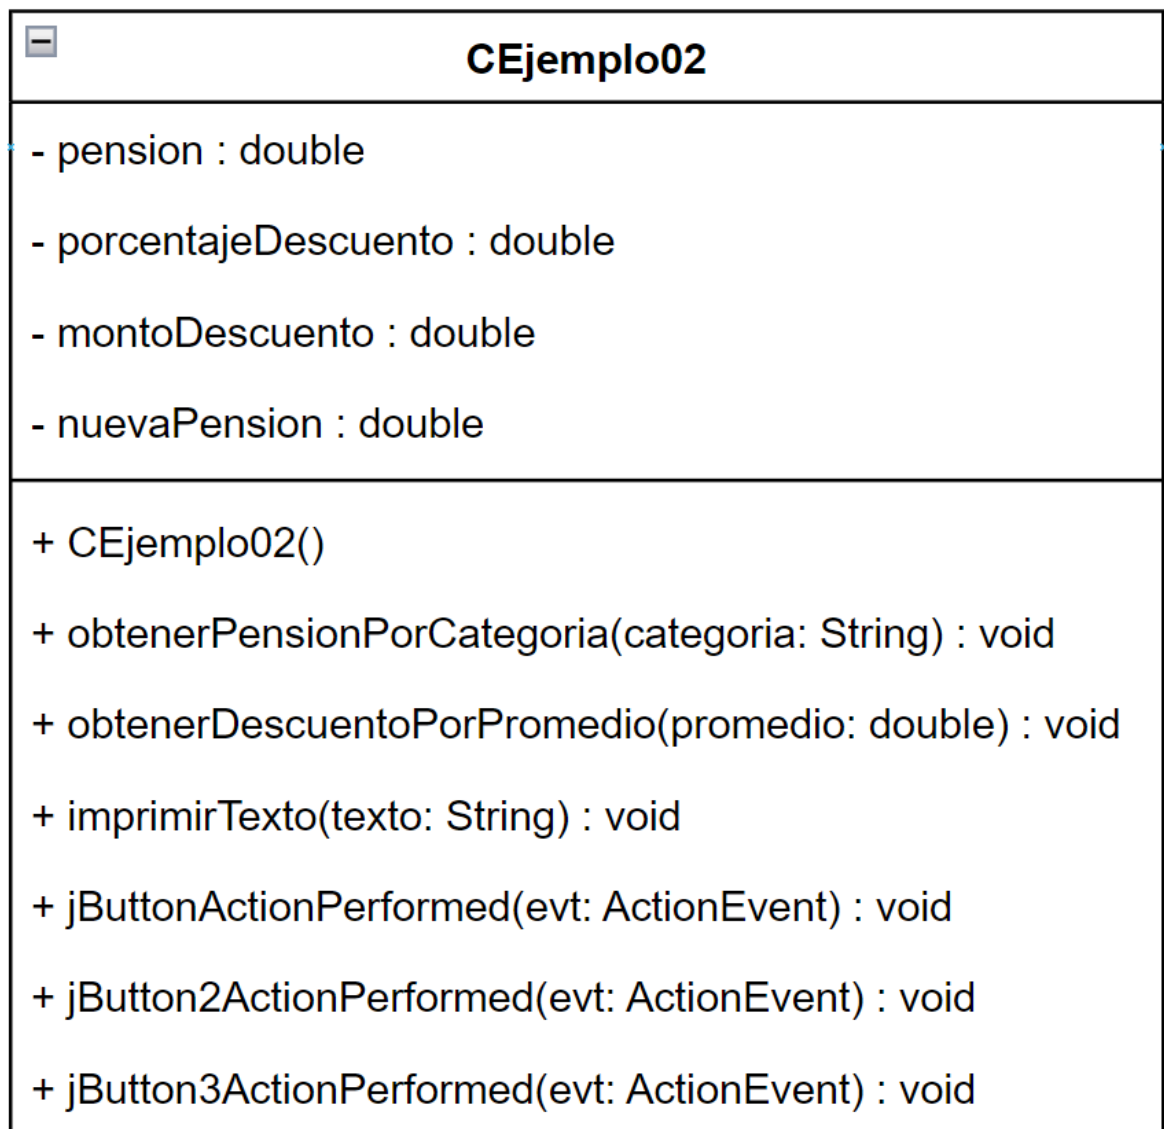 CEjemplo02
- pension : double
- porcentajeDescuento : double
- montoDescuento : double
- nuevaPension : double
+ CEjemplo02()
+ obtenerPensionPorCategoria(categoria: String) : void
+ obtenerDescuentoPorPromedio(promedio: double) : void
+ imprimirTexto(texto: String) : void
+ jButtonActionPerformed(evt: ActionEvent) : void
+ jButton2ActionPerformed(evt: ActionEvent) : void
+ jButton3ActionPerformed(evt: ActionEvent) : void